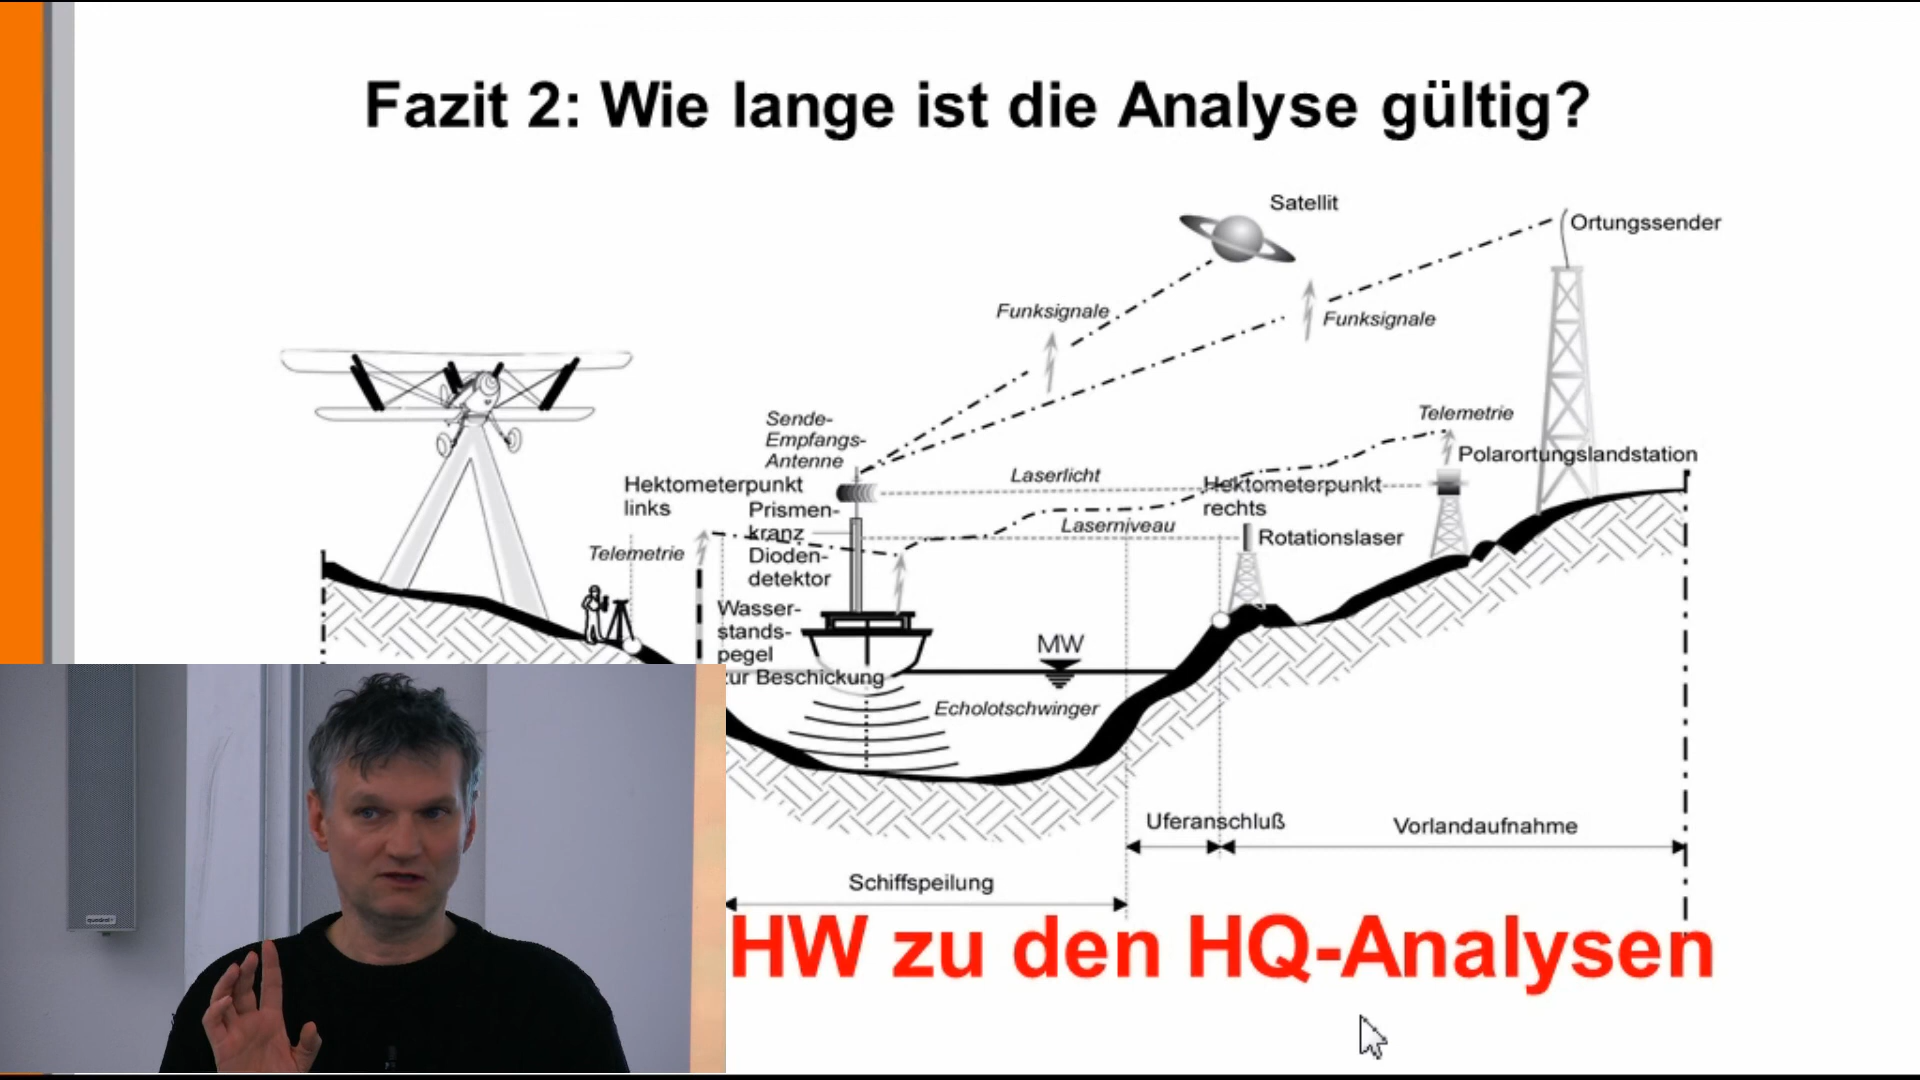 Fazit 2: Wie lange ist die Analyse gültig?
Satellit
Ortungssender
Funksignale
Funksignale
Sende-
Empfangs-
Antenne
Telemetrie
Polarortungslandstation
Laserlicht
Hektometerpunkt
links
Hektometerpunkt
rechts
Prismen-
kranz
Laserniveau
Rotationslaser
Telemetrie
Dioden-
detektor
Wasser-
stands-
pegel
zur Beschickung
MW
Echolotschwinger
Uferanschluß
Vorlandaufnahme
Schiffspeilung
HW zu den HQ-Analysen